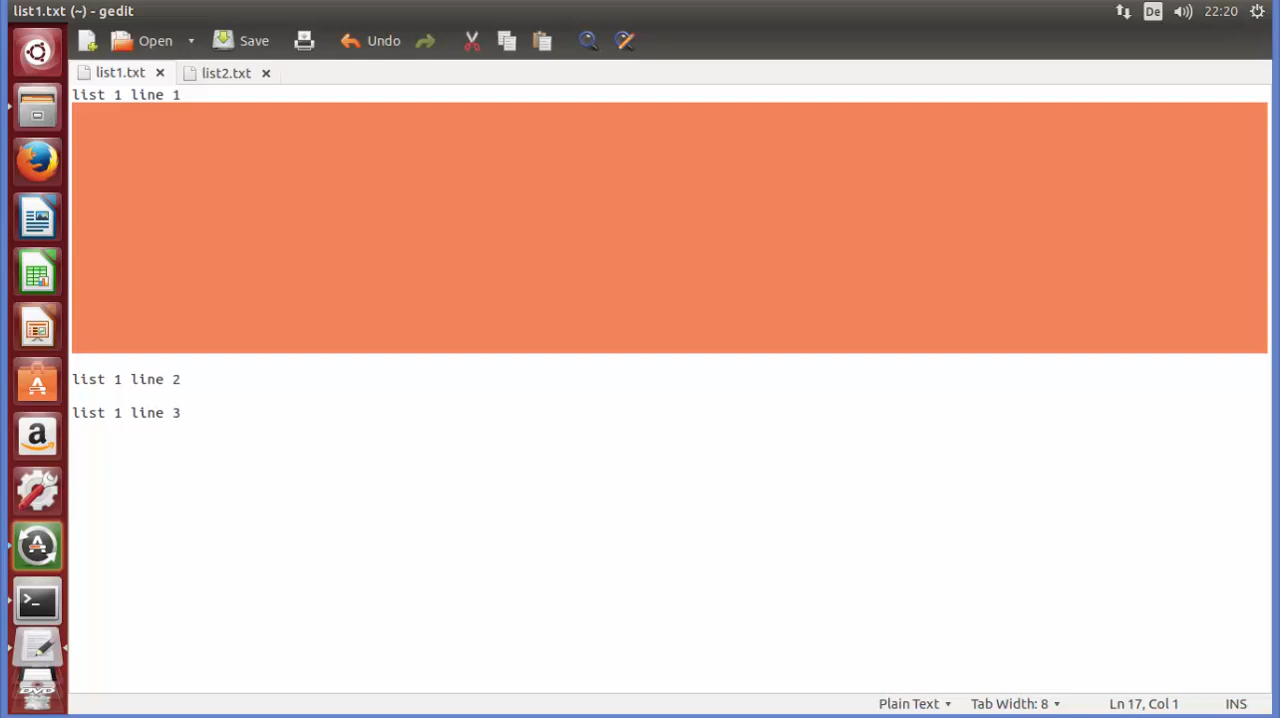 list1.txt (~) - gedit
De
22:20
Open
Save
Undo
list1.txt
list2.txt
list 1 line 1
list 1 line 2
list 1 line 3
a
>_
DVD
Plain Text
Tab Width: 8
Ln 17, Col 1
INS